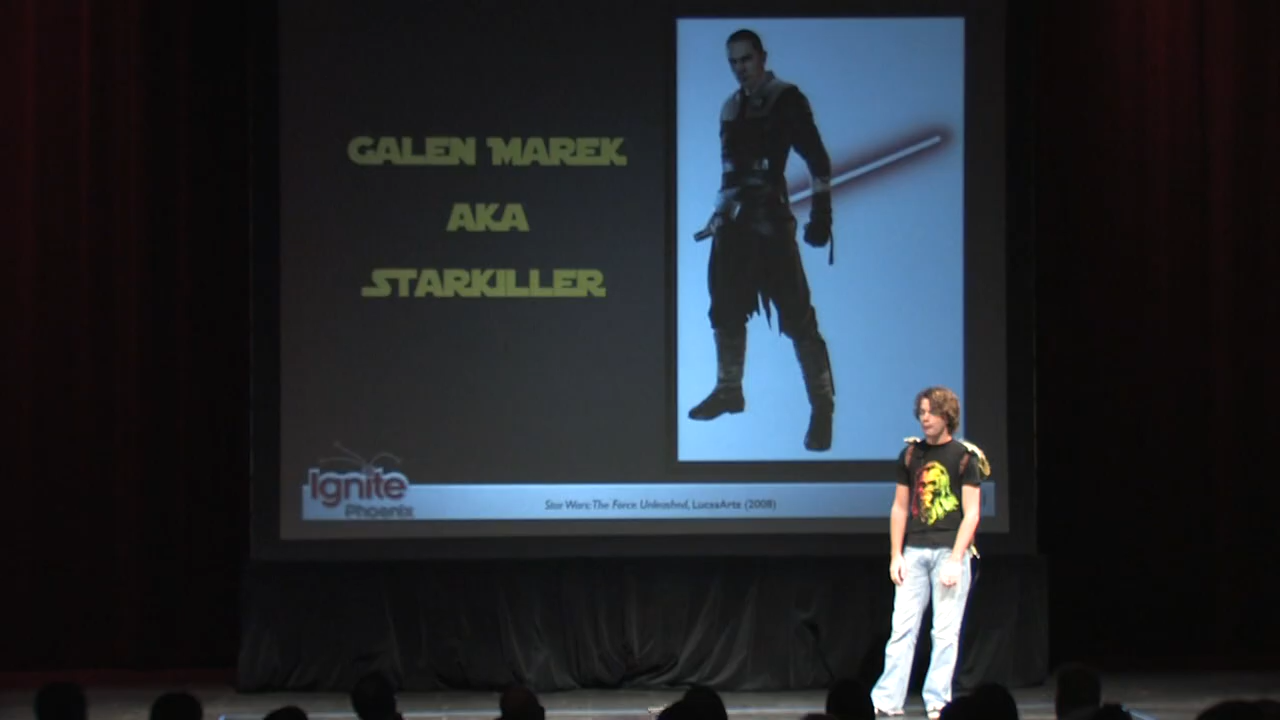 GALEN MAREK
AKA
STARKILLER
Ignite
Phoenix
Star Wars: The Force Unleashed, LucasArts (2008)